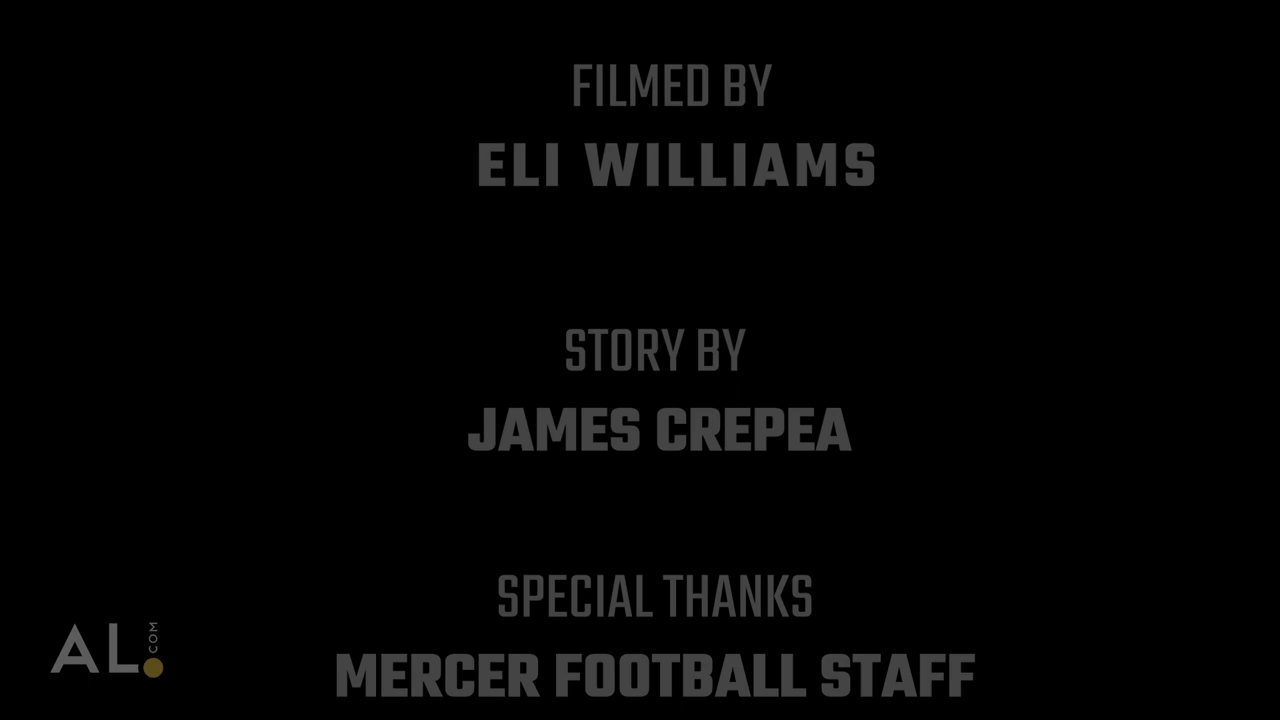 FILMED BY
ELI WILLIAMS
STORY BY
JAMES CREPEA
SPECIAL THANKS
MERCER FOOTBALL STAFF
AL.COM